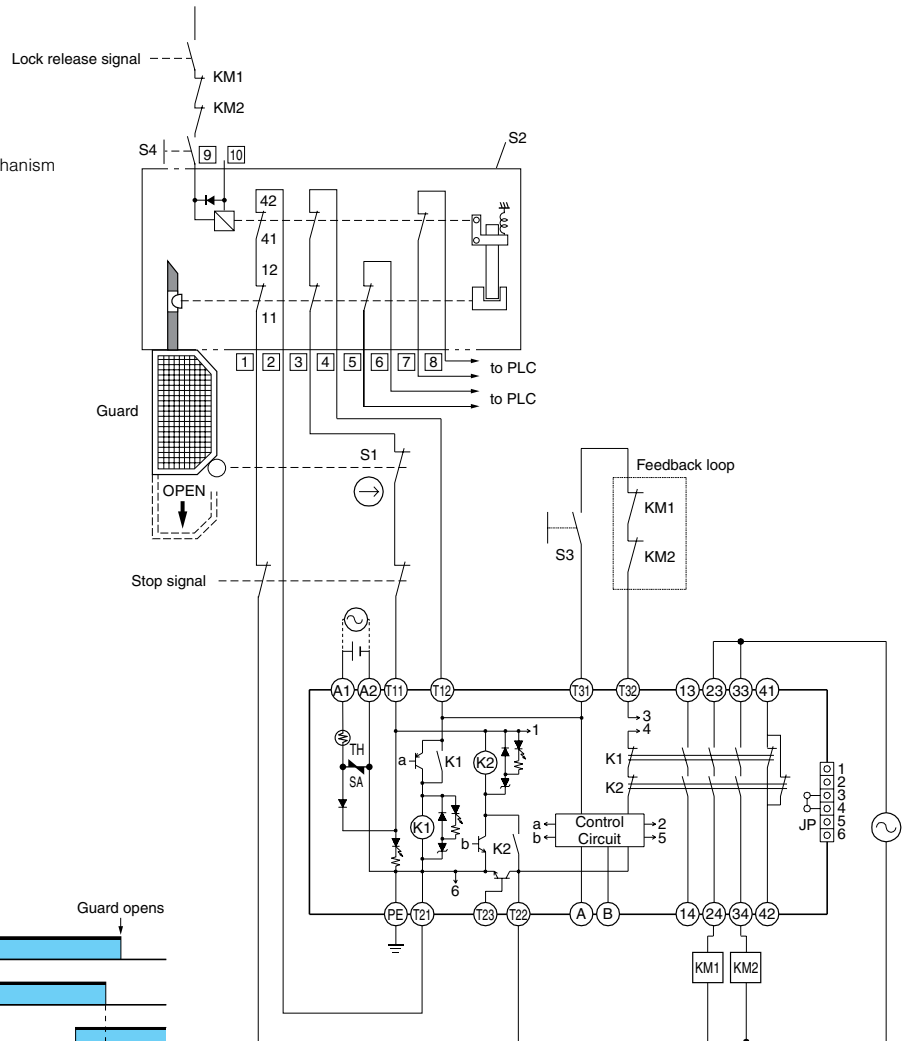 Lock release signal
KM1
KM2
S4
9 10
S2
hanism
42
41
12
11
1 2 3 4 5 6 7 8
to PLC
to PLC
Guard
OPEN
S1
Feedback loop
KM1
KM2
S3
Stop signal
A1 A2 T11 T12 T31 T32 13 23 33 41
3
4
1
TH
SA
a
K1
K2
K1
K2
K1
b
K2
a
b
Control
Circuit
2
5
6
JP
1
2
3
4
5
6
PE T21 T23 T22 A B 14 24 34 42
KM1 KM2
Guard opens